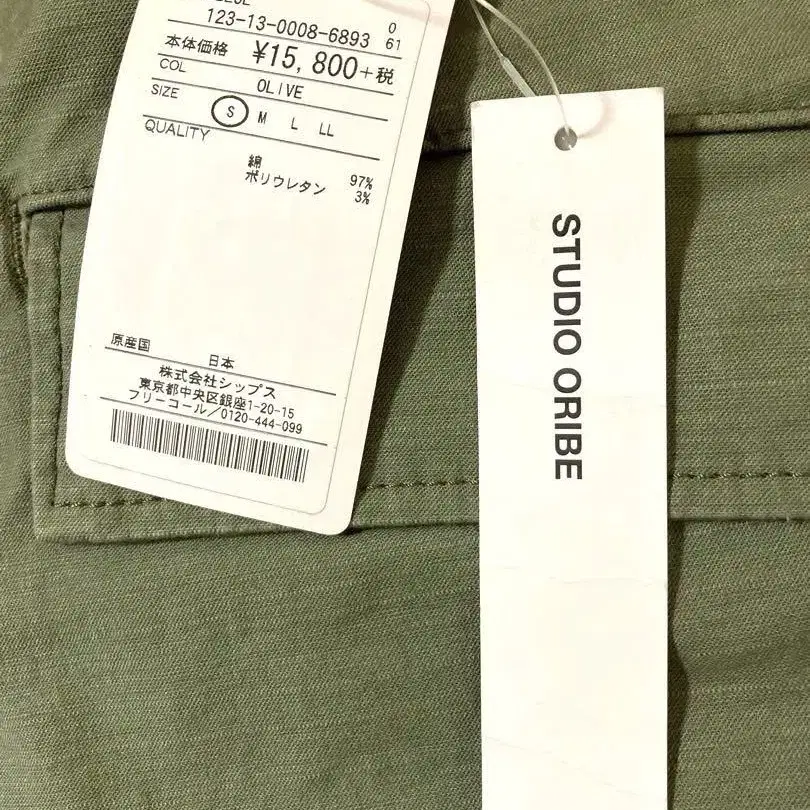 123-13-0008-6893
0
61
本体価格 ¥15,800+税
COL
OLIVE
SIZE
S M L LL
QUALITY
綿 97%
ポリウレタン 3%
原産国 日本
株式会社シップス
東京都中央区銀座1-20-15
フリーコール/0120-444-099
STUDIO ORIBE